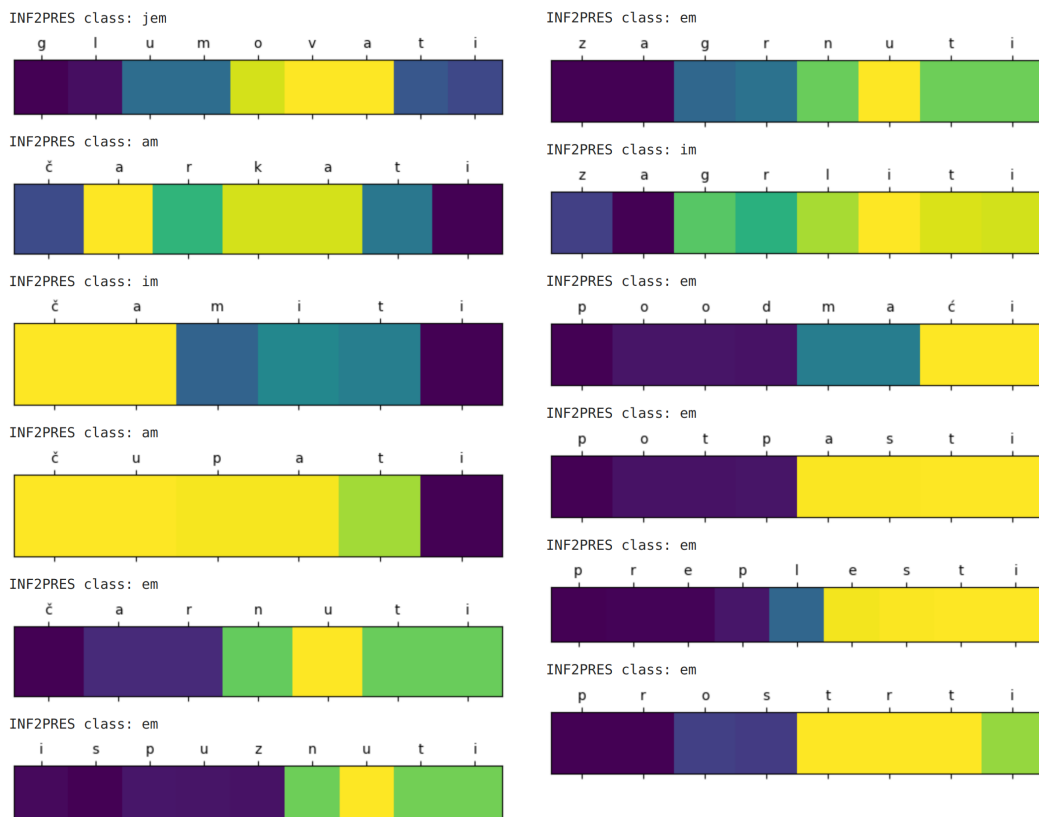 INF2PRES class: jem
g l u m o v a t i
INF2PRES class: am
č a r k a t i
INF2PRES class: im
č a m i t i
INF2PRES class: am
č u p a t i
INF2PRES class: em
č a r n u t i
INF2PRES class: em
i s p u z n u t i
INF2PRES class: em
z a g r n u t i
INF2PRES class: im
z a g r l i t i
INF2PRES class: em
p o o d m a ć i
INF2PRES class: em
p o t p a s t i
INF2PRES class: em
p r e p l e s t i
INF2PRES class: em
p r o s t r t i